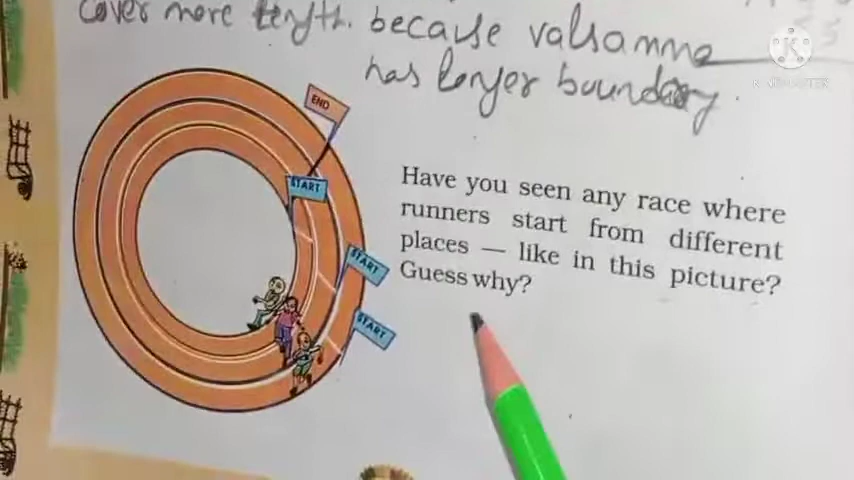 cover more length. because valsamma
has longer boundary.
END
START
START
START
Have you seen any race where
runners start from different
places — like in this picture?
Guess why?